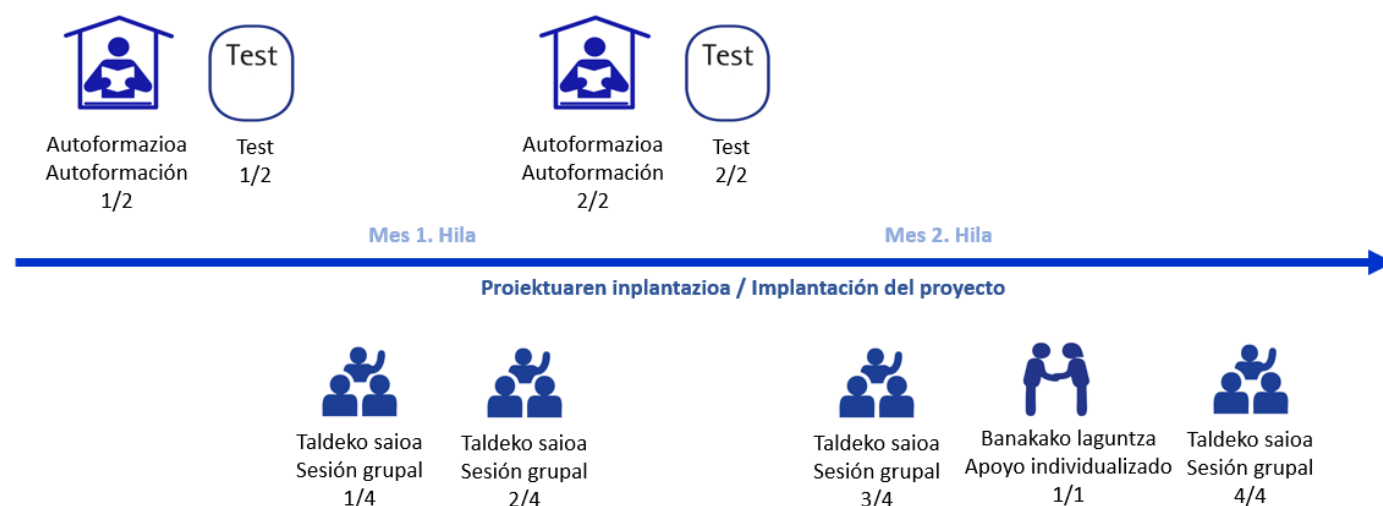 Test
Autoformazioa
Autoformación
1/2
Test
1/2
Test
Autoformazioa
Autoformación
2/2
Test
2/2
Mes 1. Hila
Mes 2. Hila
Proiektuaren inplantazioa / Implantación del proyecto
Taldeko saioa
Sesión grupal
1/4
Taldeko saioa
Sesión grupal
2/4
Taldeko saioa
Sesión grupal
3/4
Banakako laguntza
Apoyo individualizado
1/1
Taldeko saioa
Sesión grupal
4/4